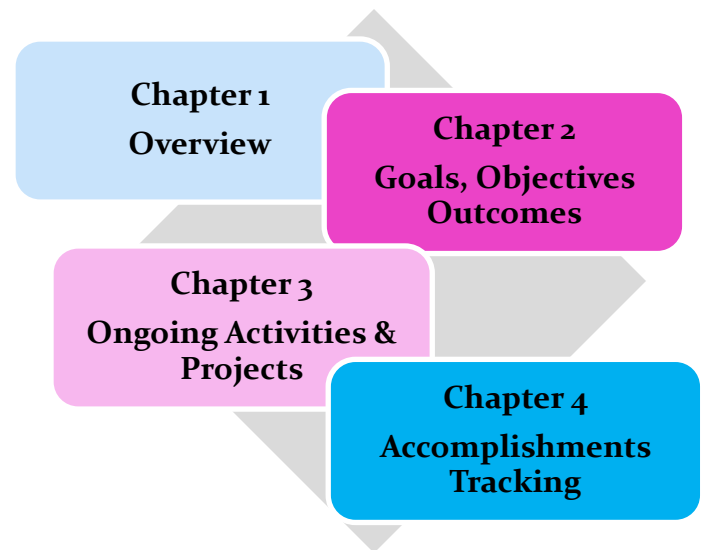 Chapter 1
Overview
Chapter 2
Goals, Objectives
Outcomes
Chapter 3
Ongoing Activities &
Projects
Chapter 4
Accomplishments
Tracking